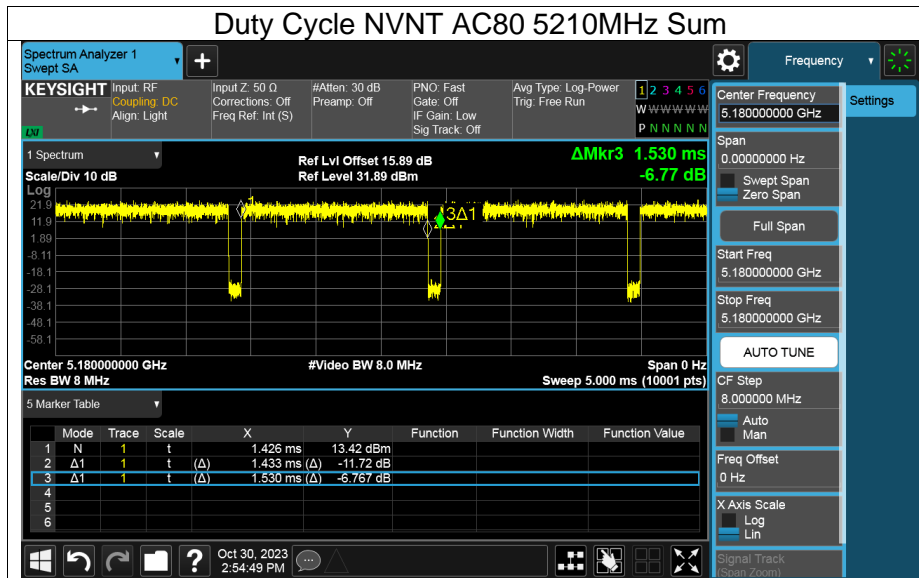 Duty Cycle NVNT AC80 5210MHz Sum
Spectrum Analyzer 1
Swept SA
Frequency
KEYSIGHT
LXI
Input: RF
Coupling: DC
Align: Light
Input Z: 50 Ω
Corrections: Off
Freq Ref: Int (S)
#Atten: 30 dB
Preamp: Off
PNO: Fast
Gate: Off
IF Gain: Low
Sig Track: Off
Avg Type: Log-Power
Trig: Free Run
1 2 3 4 5 6
W W W W W W
P N N N N N
1 Spectrum
Scale/Div 10 dB
Ref Lvl Offset 15.89 dB
Ref Level 31.89 dBm
ΔMkr3 1.530 ms
-6.77 dB
Log
21.9
11.9
1.89
-8.11
-18.1
-28.1
-38.1
-48.1
-58.1
1
3Δ1
Center 5.180000000 GHz
#Video BW 8.0 MHz
Span 0 Hz
Res BW 8 MHz
Sweep 5.000 ms (10001 pts)
5 Marker Table
Mode Trace Scale X Y Function Function Width Function Value
1 N 1 t 1.426 ms 13.42 dBm
2 Δ1 1 t (Δ) 1.433 ms (Δ) -11.72 dB
3 Δ1 1 t (Δ) 1.530 ms (Δ) -6.767 dB
4
5
6
Oct 30, 2023
2:54:49 PM
Center Frequency
5.180000000 GHz
Settings
Span
0.00000000 Hz
Swept Span
Zero Span
Full Span
Start Freq
5.180000000 GHz
Stop Freq
5.180000000 GHz
AUTO TUNE
CF Step
8.000000 MHz
Auto
Man
Freq Offset
0 Hz
X Axis Scale
Log
Lin
Signal Track
(Span Zoom)